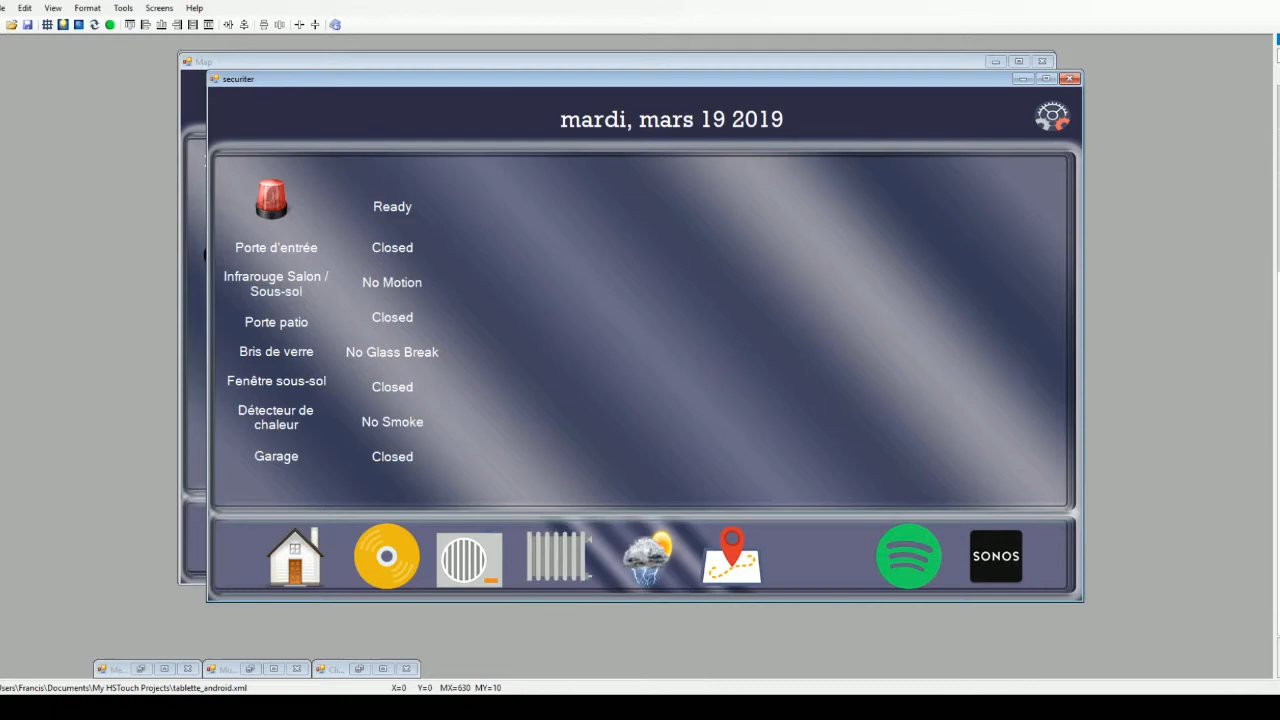 Edit View Format Tools Screens Help
Map
securiter
mardi, mars 19 2019
Ready
Porte d'entrée Closed
Infrarouge Salon /
Sous-sol
No Motion
Porte patio Closed
Bris de verre No Glass Break
Fenêtre sous-sol Closed
Détecteur de
chaleur
No Smoke
Garage Closed
SONOS
sers\Francis\Documents\My HSTouch Projects\tablette_android.xml X=0 Y=0 MX=630 MY=10